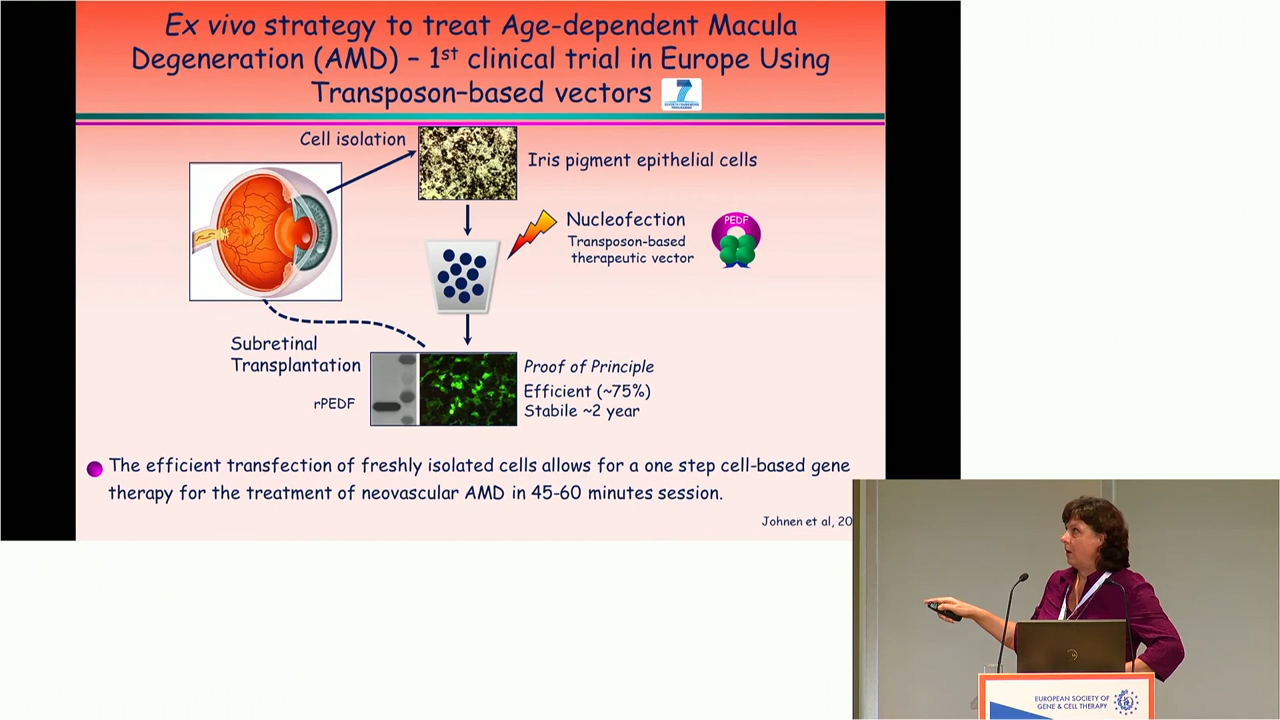 Ex vivo strategy to treat Age-dependent Macula
Degeneration (AMD) – 1st clinical trial in Europe Using
Transposon–based vectors
7
SEVENTH FRAMEWORK
PROGRAMME
Cell isolation
Iris pigment epithelial cells
Nucleofection
Transposon-based
therapeutic vector
PEDF
Subretinal
Transplantation
rPEDF
Proof of Principle
Efficient (~75%)
Stabile ~2 year
The efficient transfection of freshly isolated cells allows for a one step cell-based gene
therapy for the treatment of neovascular AMD in 45-60 minutes session.
Johnen et al, 20
EUROPEAN SOCIETY OF
GENE & CELL THERAPY